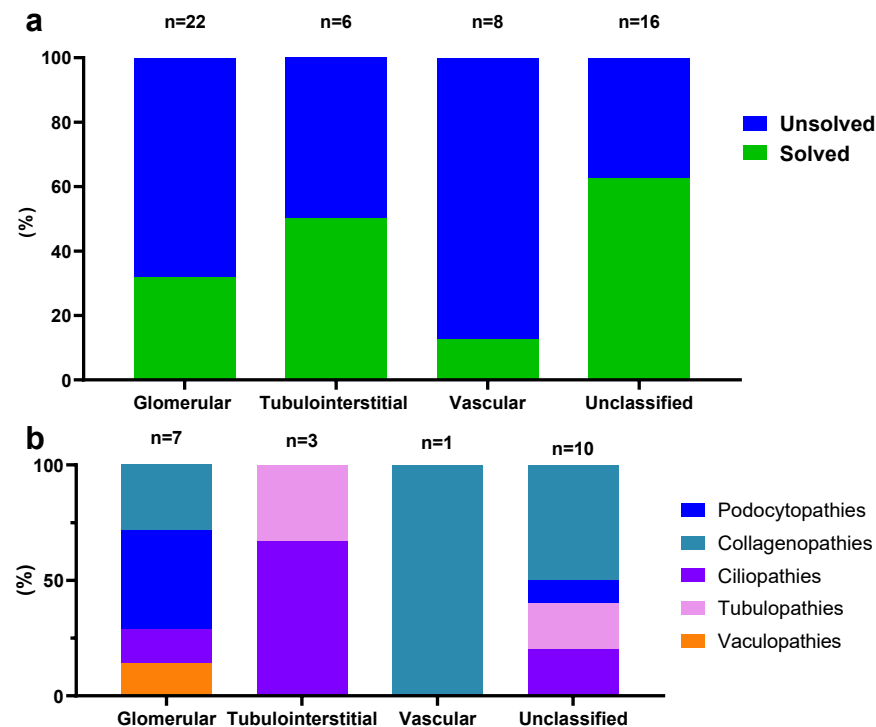 a
n=22 n=6 n=8 n=16
100
80
60
40
20
0
(%)
Unsolved
Solved
Glomerular Tubulointerstitial Vascular Unclassified
b
n=7 n=3 n=1 n=10
100
50
0
(%)
Podocytopathies
Collagenopathies
Ciliopathies
Tubulopathies
Vaculopathies
Glomerular Tubulointerstitial Vascular Unclassified